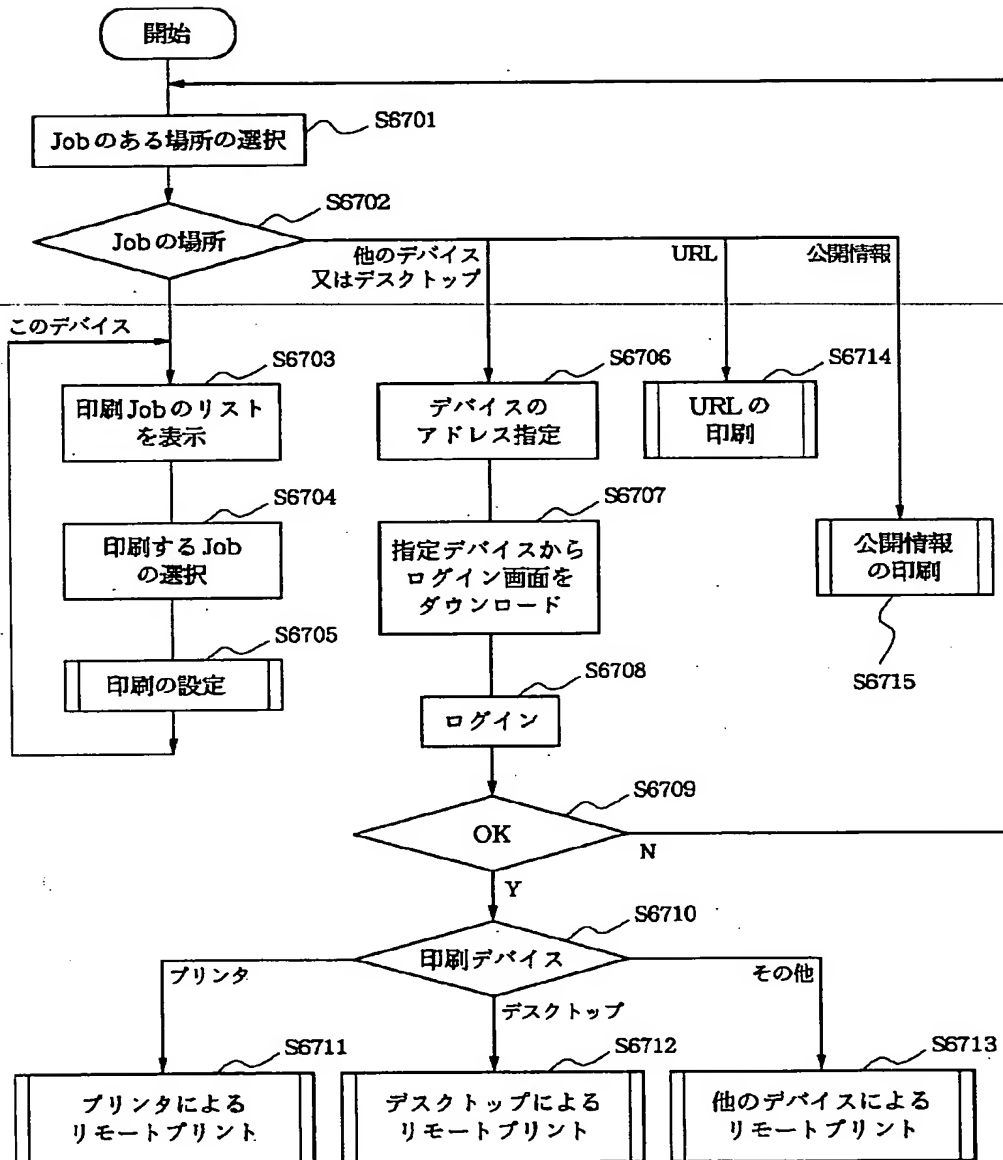 開始
Jobのある場所の選択
S6701
S6702
Jobの場所
他のデバイス
又はデスクトップ
URL
公開情報
このデバイス
S6703
印刷Jobのリスト
を表示
S6704
印刷するJob
の選択
S6705
印刷の設定
S6706
デバイスの
アドレス指定
S6707
指定デバイスから
ログイン画面を
ダウンロード
S6708
ログイン
S6709
OK
N
Y
S6714
URLの
印刷
公開情報
の印刷
S6715
S6710
印刷デバイス
プリンタ
デスクトップ
その他
S6711
プリンタによる
リモートプリント
S6712
デスクトップによる
リモートプリント
S6713
他のデバイスによる
リモートプリント